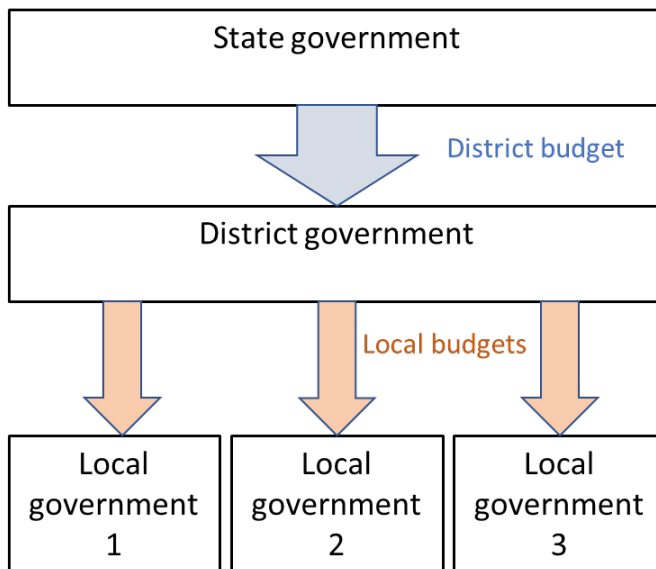 State government
District budget
District government
Local budgets
Local
government
1
Local
government
2
Local
government
3